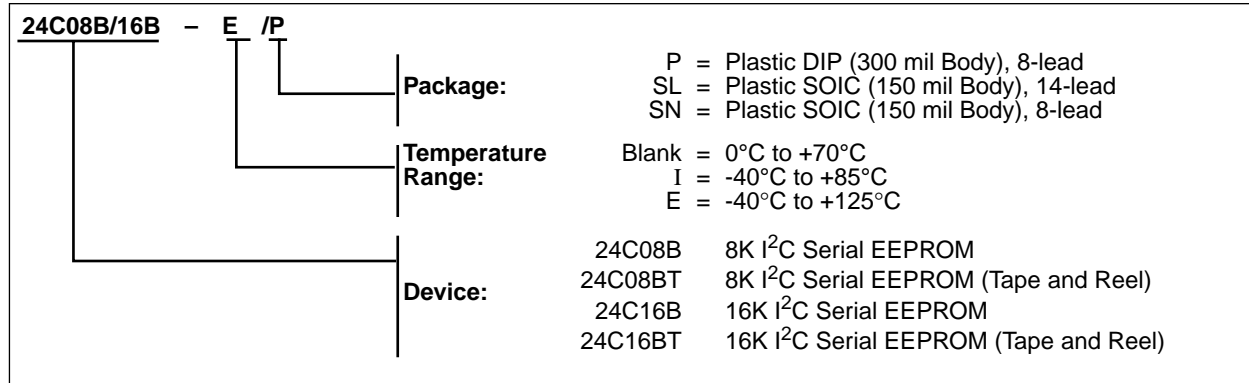 24C08B/16B – E /P
Package: P = Plastic DIP (300 mil Body), 8-lead
SL = Plastic SOIC (150 mil Body), 14-lead
SN = Plastic SOIC (150 mil Body), 8-lead
Temperature Blank = 0°C to +70°C
Range: I = -40°C to +85°C
E = -40°C to +125°C
Device: 24C08B 8K I²C Serial EEPROM
24C08BT 8K I²C Serial EEPROM (Tape and Reel)
24C16B 16K I²C Serial EEPROM
24C16BT 16K I²C Serial EEPROM (Tape and Reel)